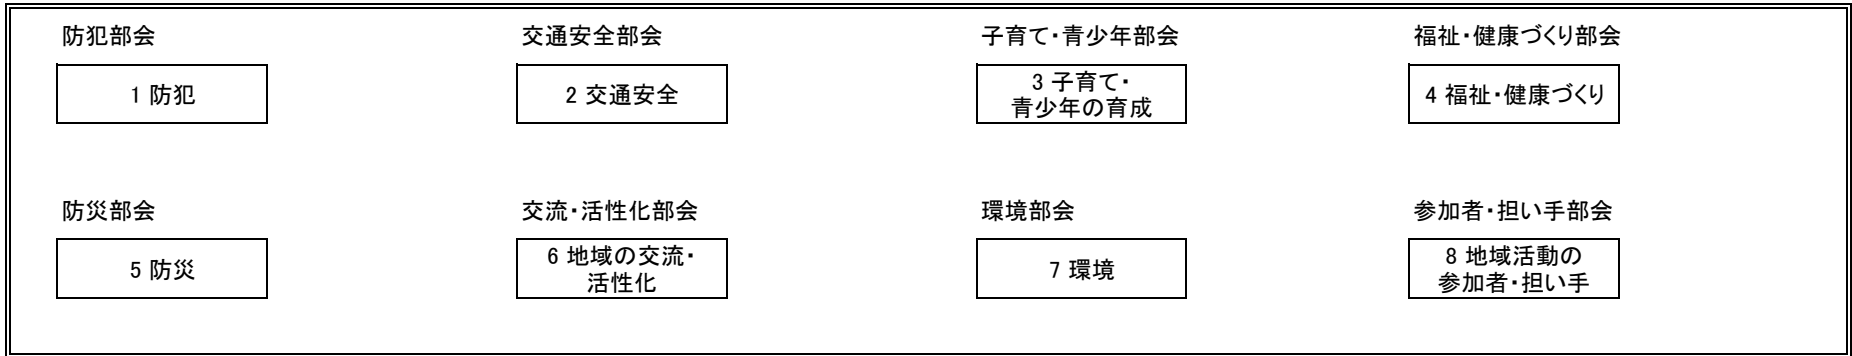 防犯部会
1 防犯
交通安全部会
2 交通安全
子育て・青少年部会
3 子育て・
青少年の育成
福祉・健康づくり部会
4 福祉・健康づくり
防災部会
5 防災
交流・活性化部会
6 地域の交流・
活性化
環境部会
7 環境
参加者・担い手部会
8 地域活動の
参加者・担い手